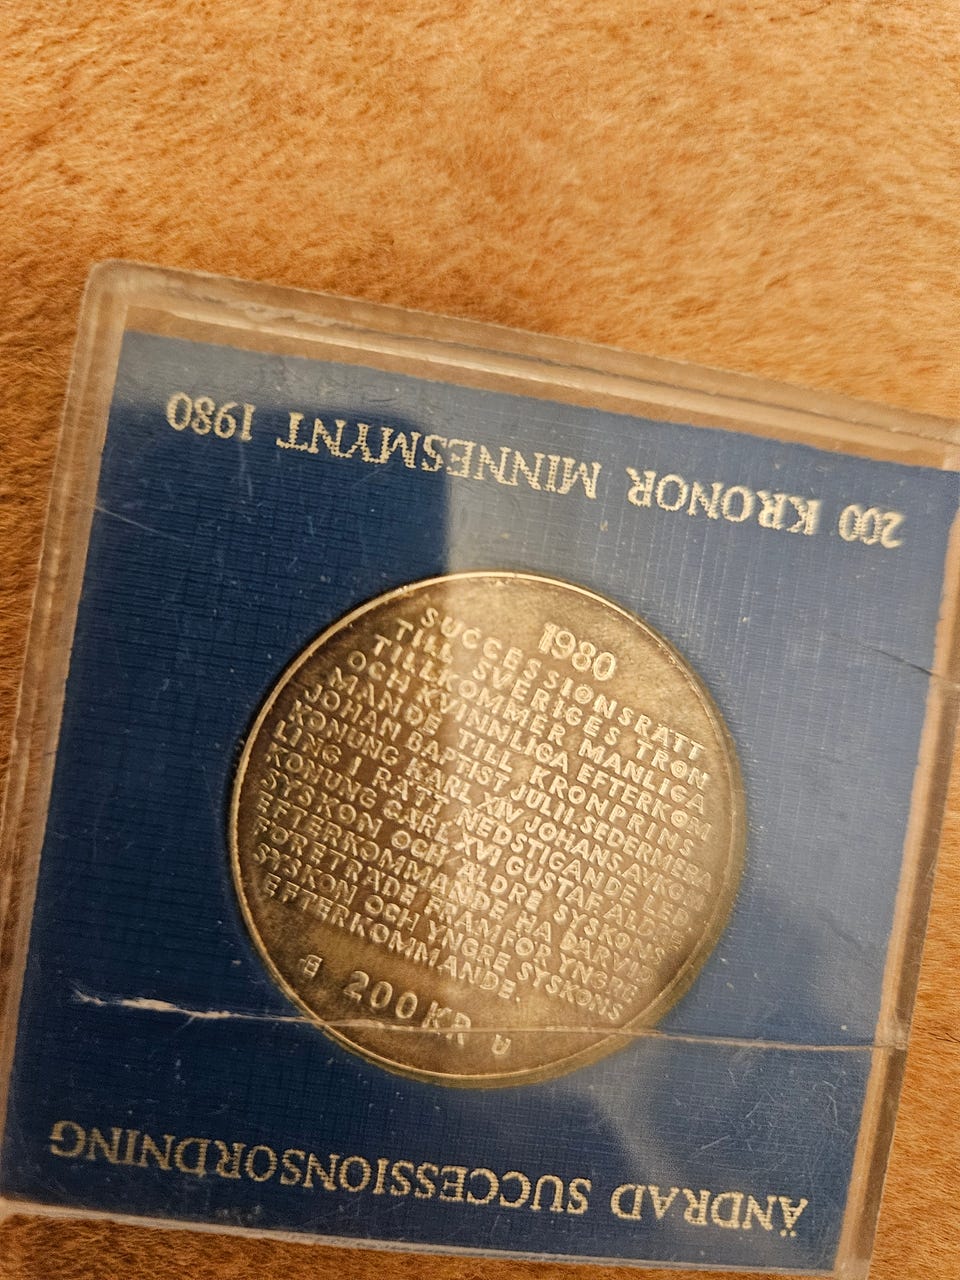 200 KRONOR MINNESMYNT 1980
1980
SUCCESSIONSRÄTT
TILL SVERIGES TRON
TILLKOMMER MANLIGA
OCH KVINNLIGA EFTERKOM
MANDE TILL KRONPRINS
JOHAN BAPTIST JULII, SEDERMERA
KONUNG KARL XIV JOHANS, AVKOM
LING I RÄTT NEDSTIGANDE LED.
KONUNG CARL XVI GUSTAF. ÄLDRE
SYSKON OCH ÄLDRE SYSKONS
EFTERKOMMANDE HA DÄRVID
FÖRETRÄDE FRAMFÖR YNGRE
SYSKON OCH YNGRE SYSKONS
EFTERKOMMANDE.
200 KR U
ÄNDRAD SUCCESSIONSORDNING